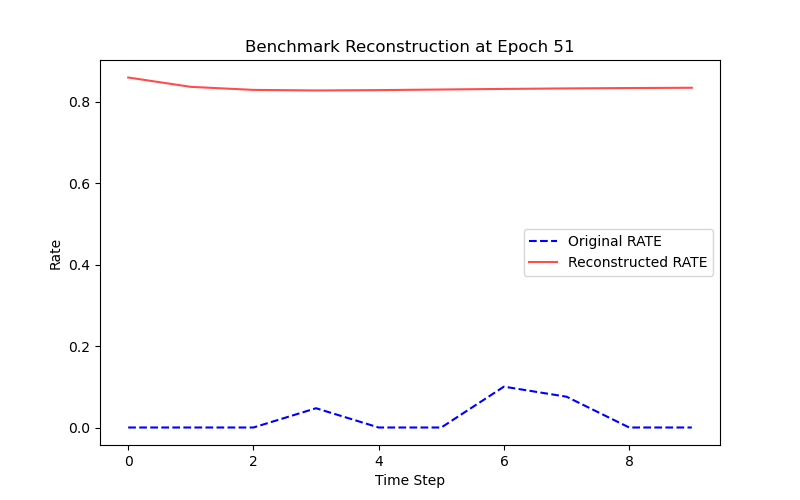 Benchmark Reconstruction at Epoch 51
0.8
0.6
0.4
0.2
0.0
Rate
Original RATE
Reconstructed RATE
0 2 4 6 8
Time Step